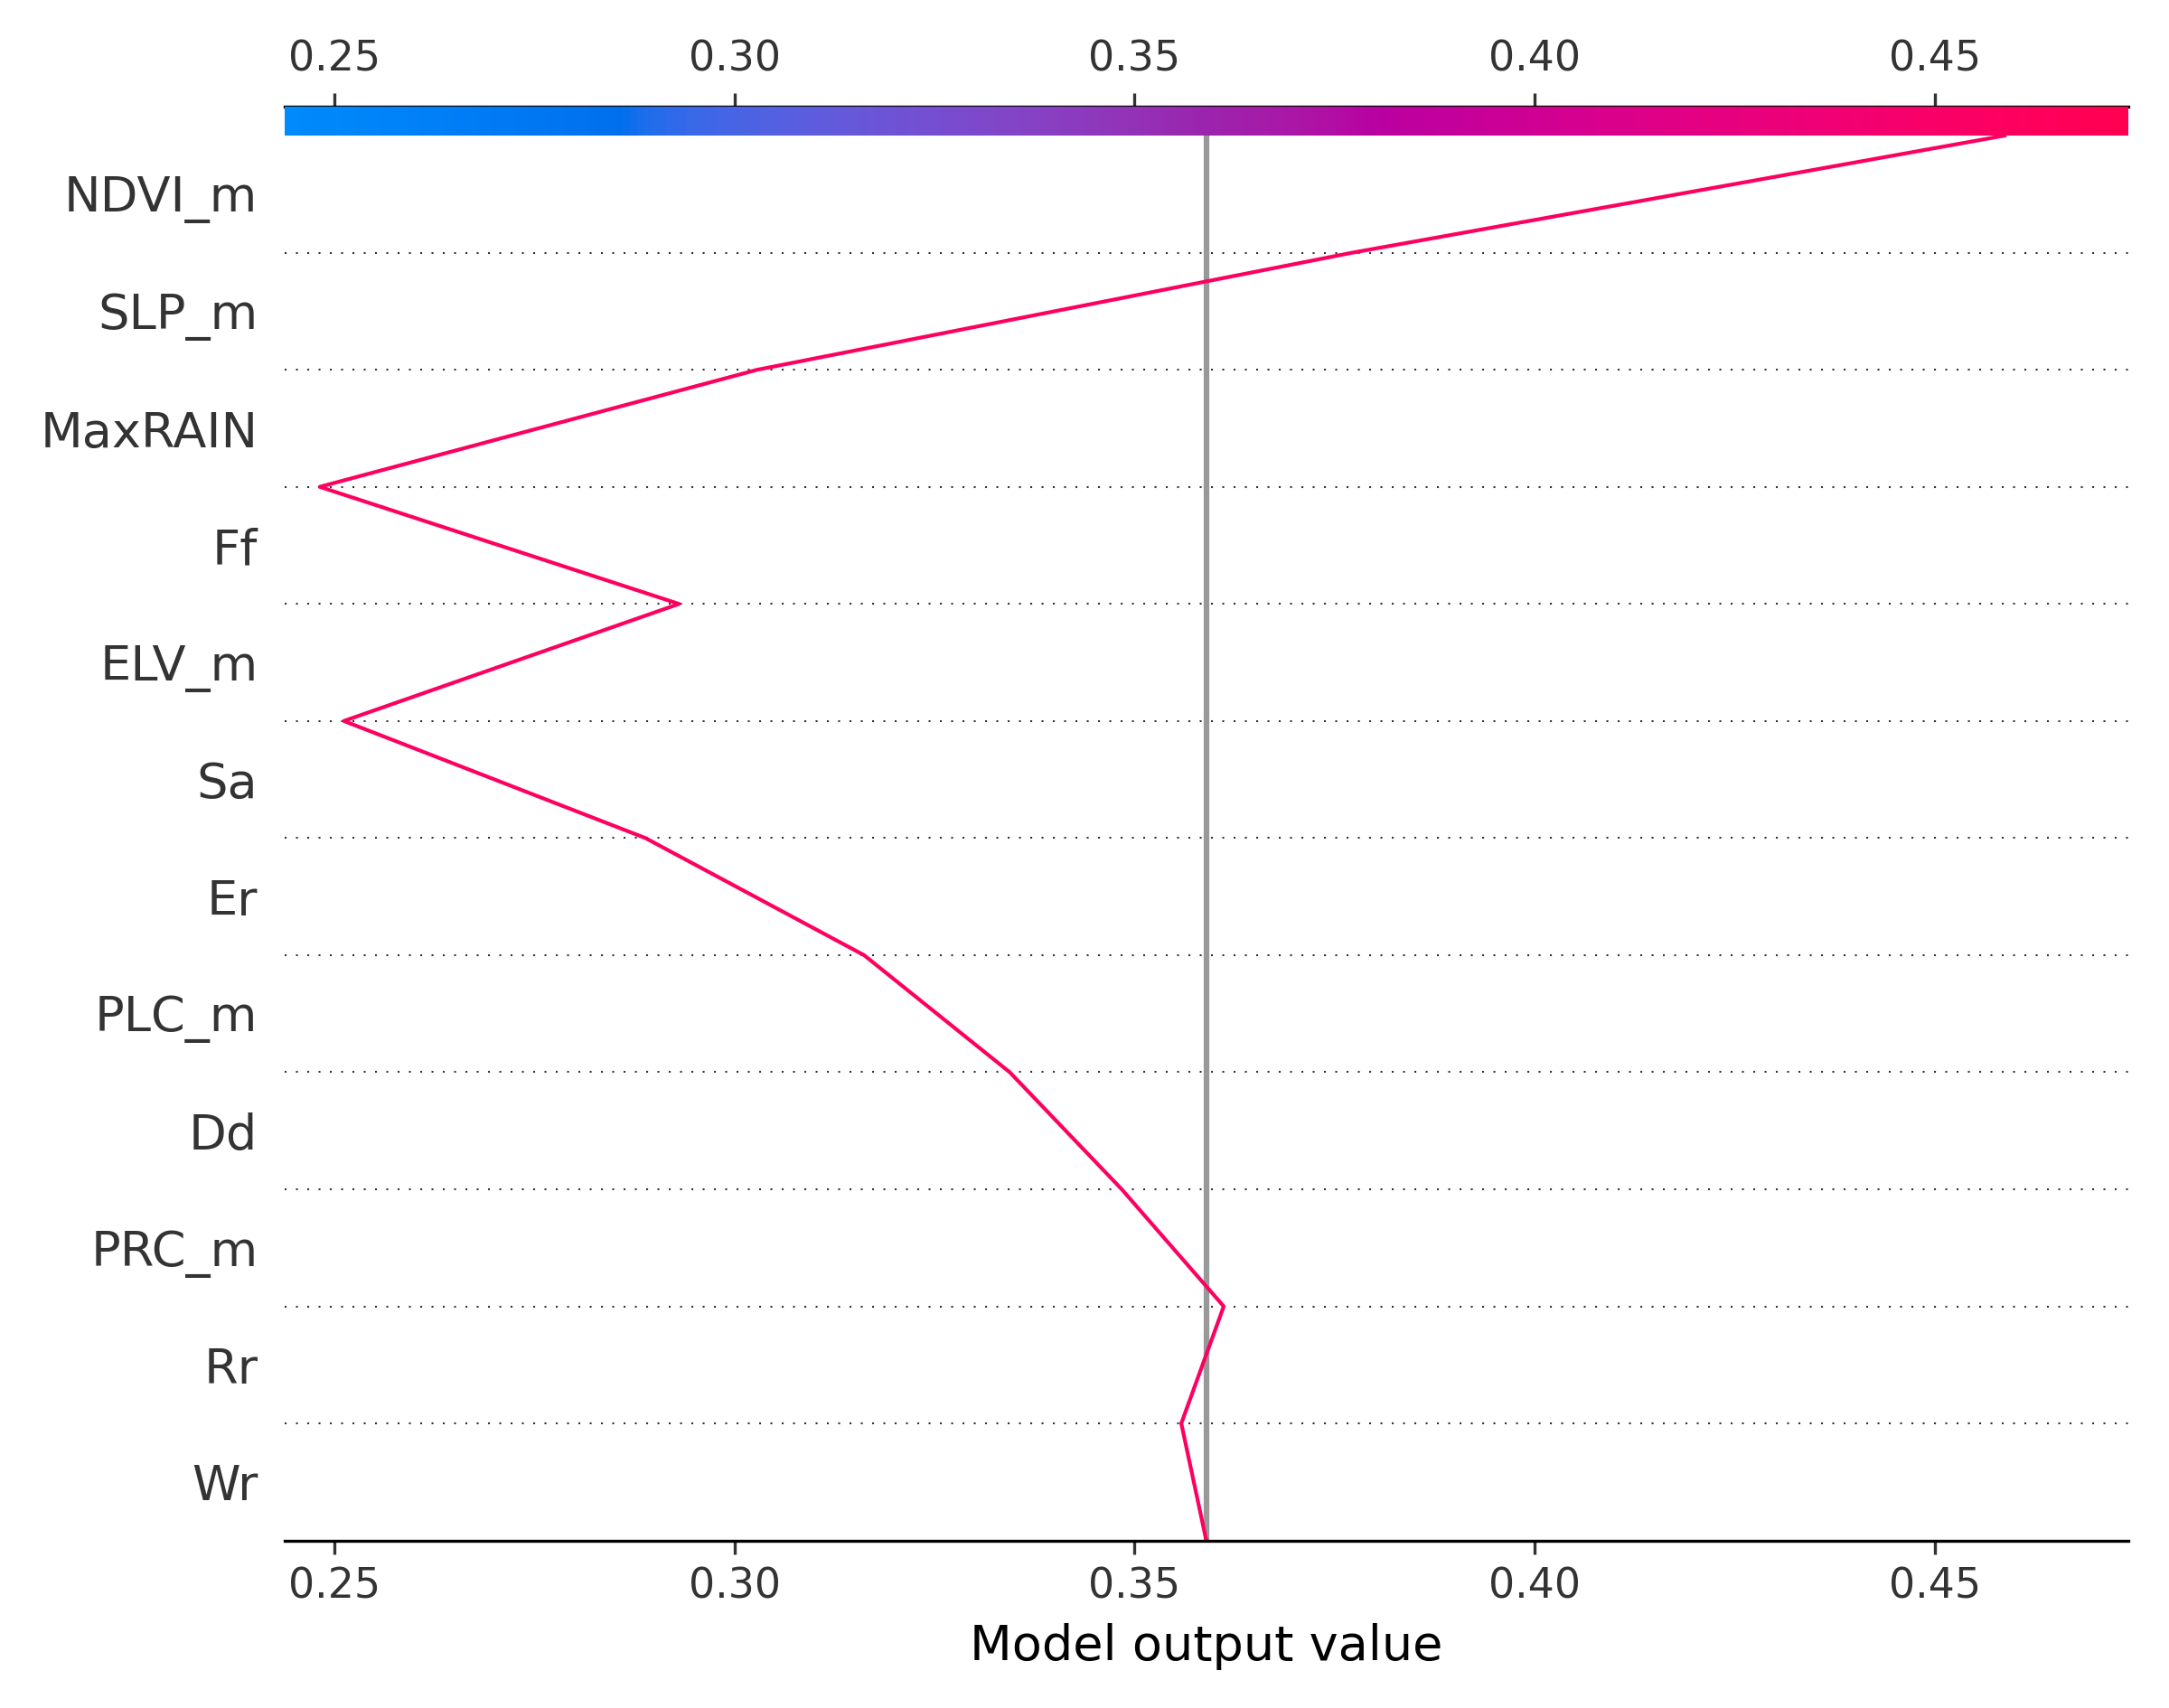 0.25 0.30 0.35 0.40 0.45
NDVI_m
SLP_m
MaxRAIN
Ff
ELV_m
Sa
Er
PLC_m
Dd
PRC_m
Rr
Wr
0.25 0.30 0.35 0.40 0.45
Model output value